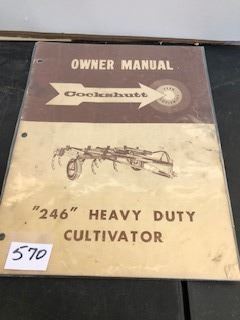 OWNER MANUAL
Cockshutt
"246" HEAVY DUTY
CULTIVATOR
570